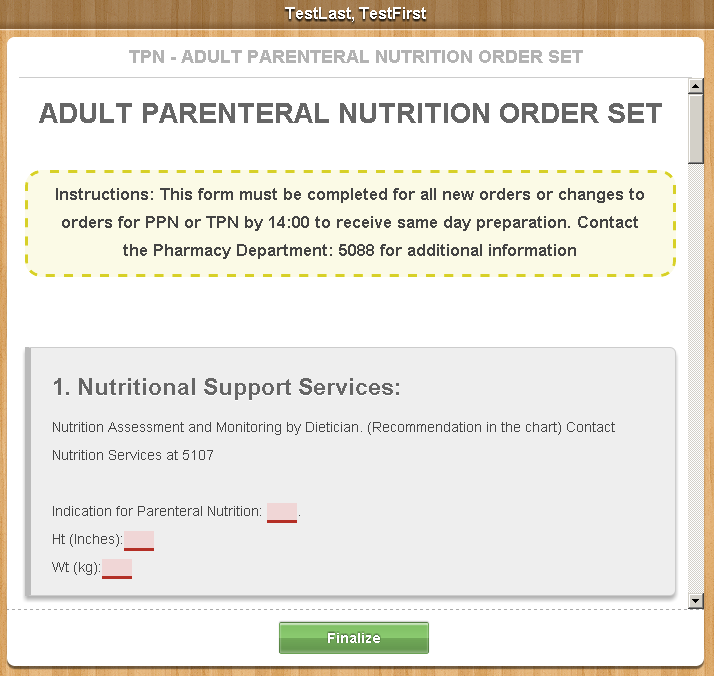 TestLast, TestFirst
TPN - ADULT PARENTERAL NUTRITION ORDER SET
ADULT PARENTERAL NUTRITION ORDER SET
Instructions: This form must be completed for all new orders or changes to
orders for PPN or TPN by 14:00 to receive same day preparation. Contact
the Pharmacy Department: 5088 for additional information
1. Nutritional Support Services:
Nutrition Assessment and Monitoring by Dietician. (Recommendation in the chart) Contact
Nutrition Services at 5107
Indication for Parenteral Nutrition: .
Ht (Inches):
Wt (kg):
Finalize